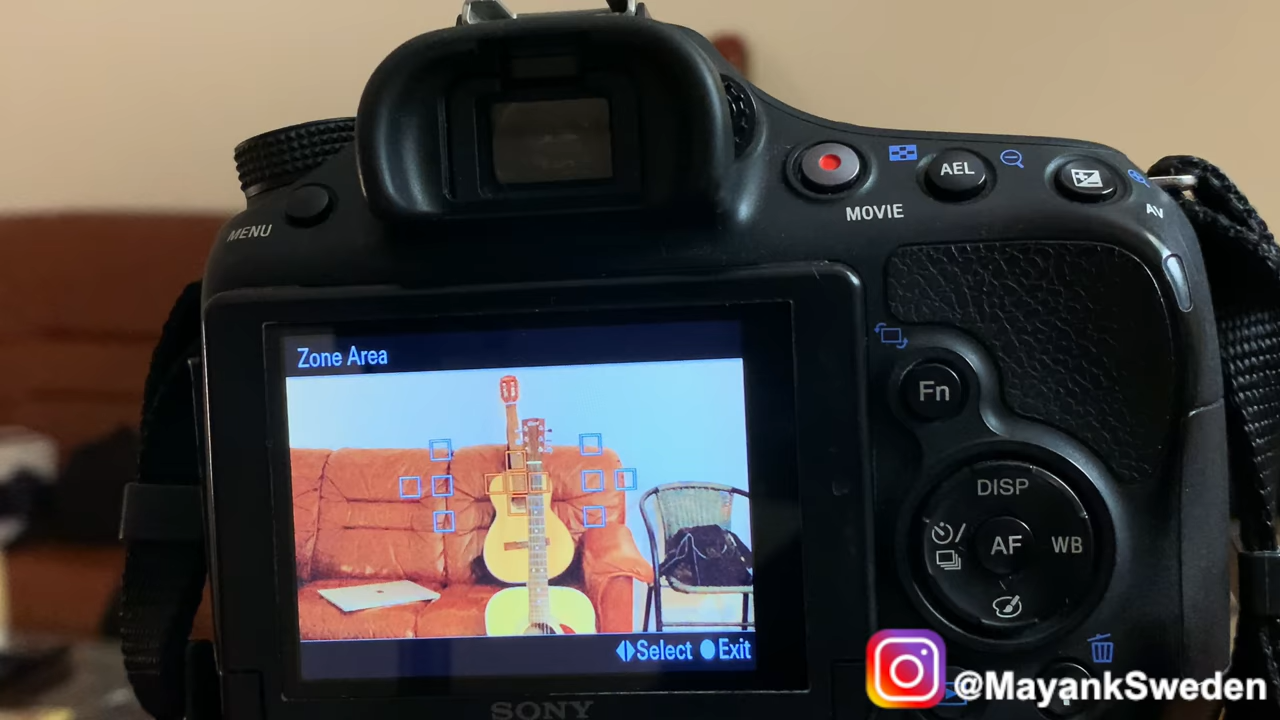 MENU
MOVIE
AEL
AV
Zone Area
Fn
DISP
AF
WB
Select
Exit
SONY
@MayankSweden